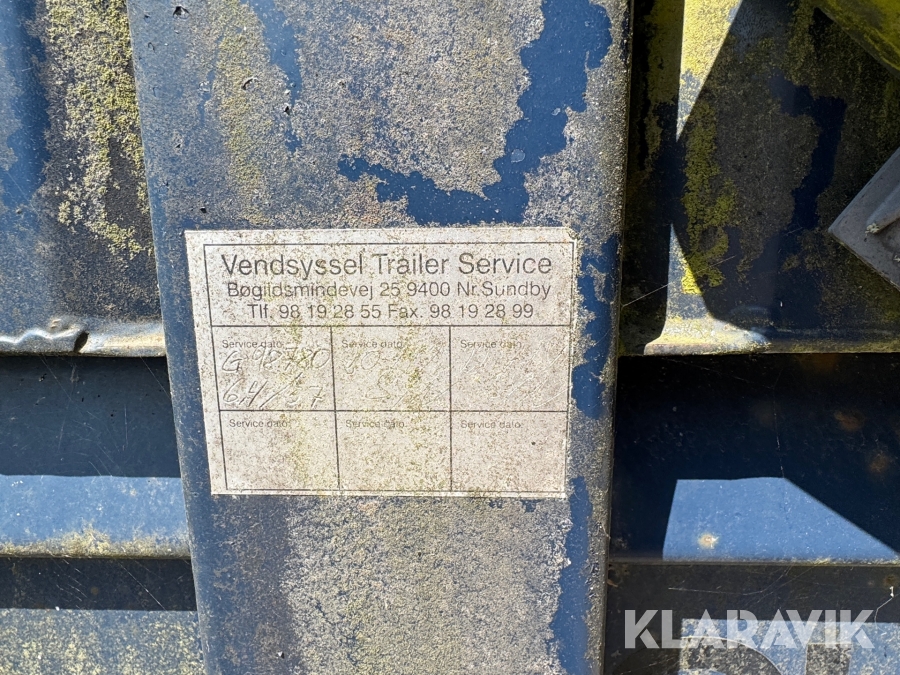 Vendsyssel Trailer Service
Bøgildsmindevej 25 9400 Nr.Sundby
Tlf. 98 19 28 55 Fax. 98 19 28 99
Service dato: Service dato: Service dato:
Service dato: Service dato: Service dato:
KLARAVIK